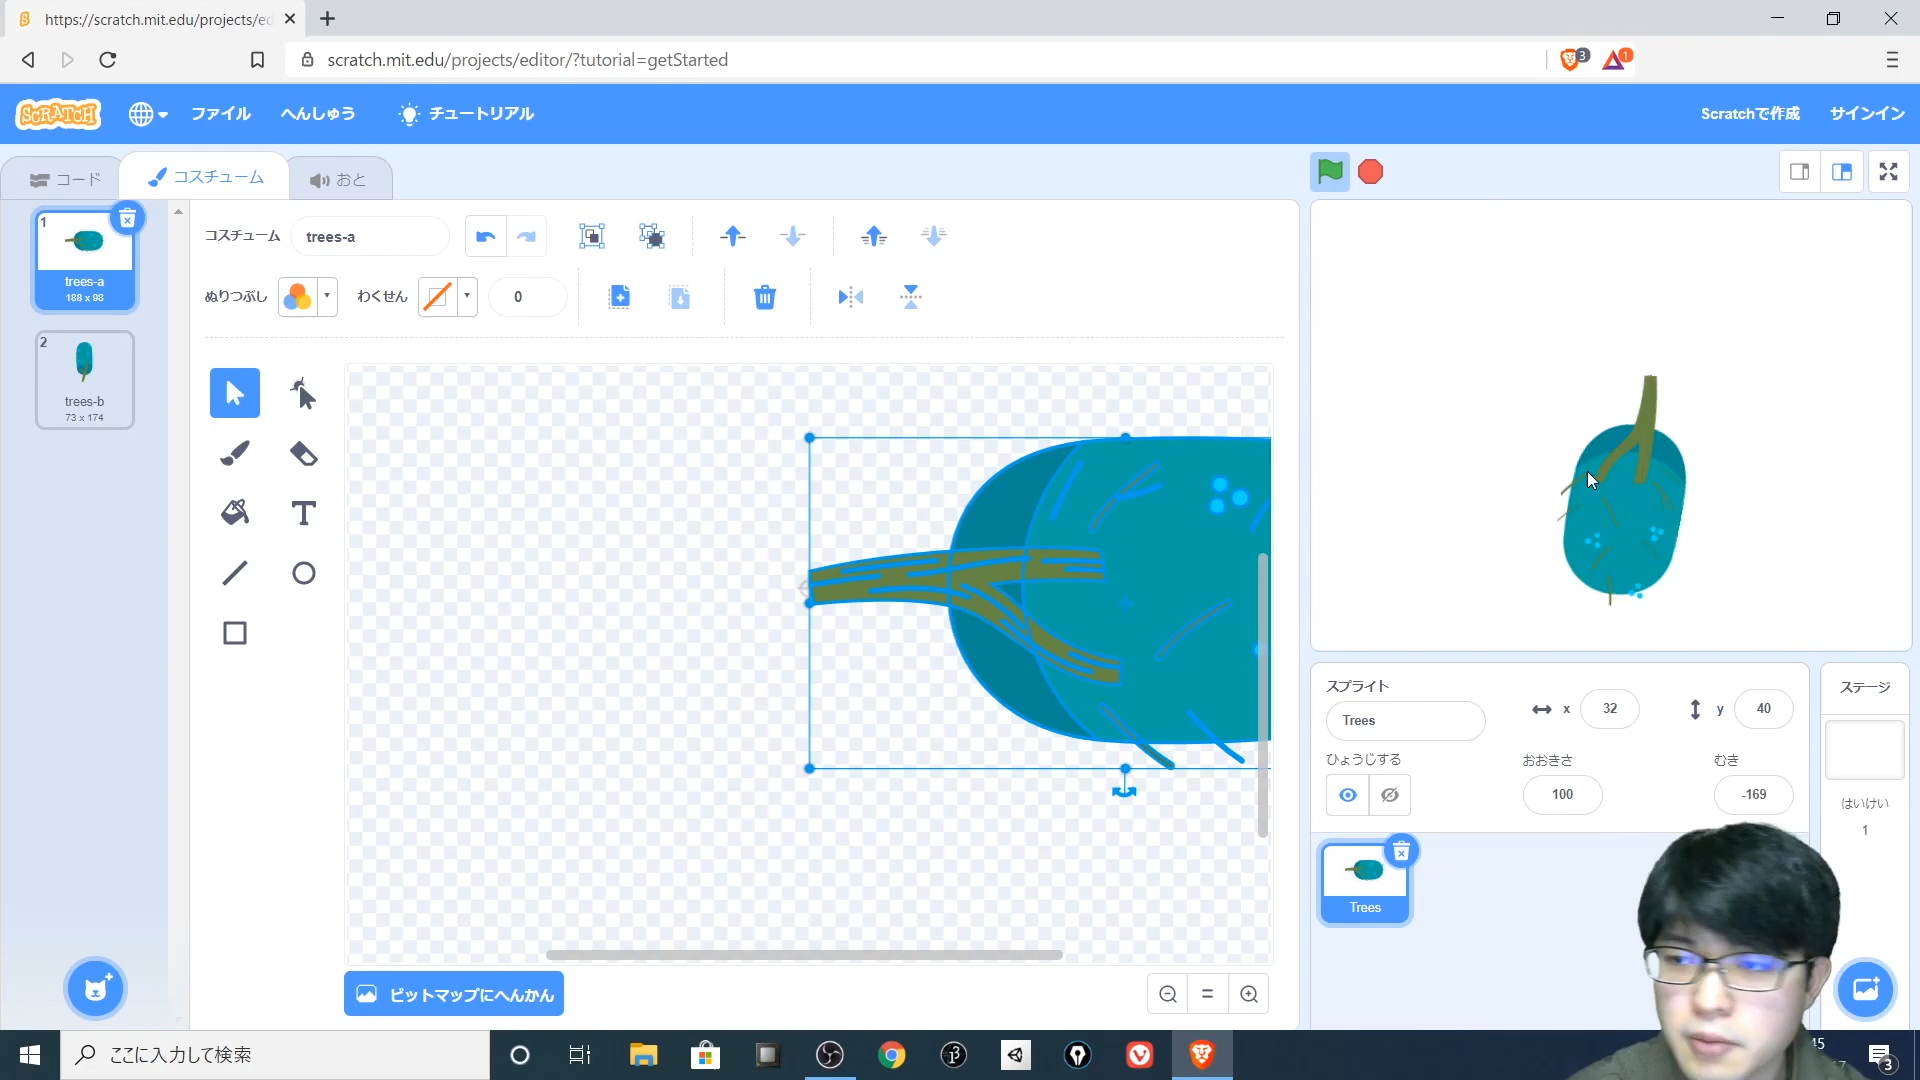 https://scratch.mit.edu/projects/ed
scratch.mit.edu/projects/editor/?tutorial=getStarted
3
1
SCRATCH
ファイル
へんしゅう
チュートリアル
Scratchで作成
サインイン
コード
コスチューム
おと
1
trees-a
188 x 98
2
trees-b
73 x 174
コスチューム
trees-a
ぬりつぶし
わくせん
0
ビットマップにへんかん
スプライト
Trees
x
32
y
40
ひょうじする
おおきさ
100
むき
-169
Trees
ステージ
はいけい
1
ここに入力して検索
45
3